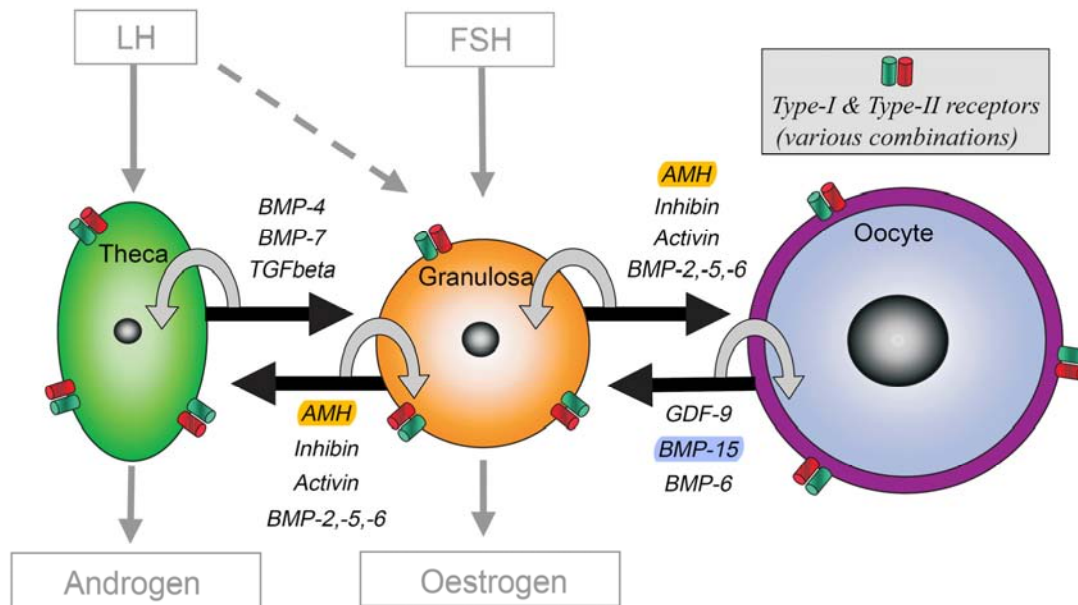 LH
FSH
Type-I & Type-II receptors
(various combinations)
AMH
Inhibin
Activin
BMP-2,-5,-6
BMP-4
BMP-7
TGFbeta
Theca
Granulosa
Oocyte
AMH
Inhibin
Activin
BMP-2,-5,-6
GDF-9
BMP-15
BMP-6
Androgen
Oestrogen